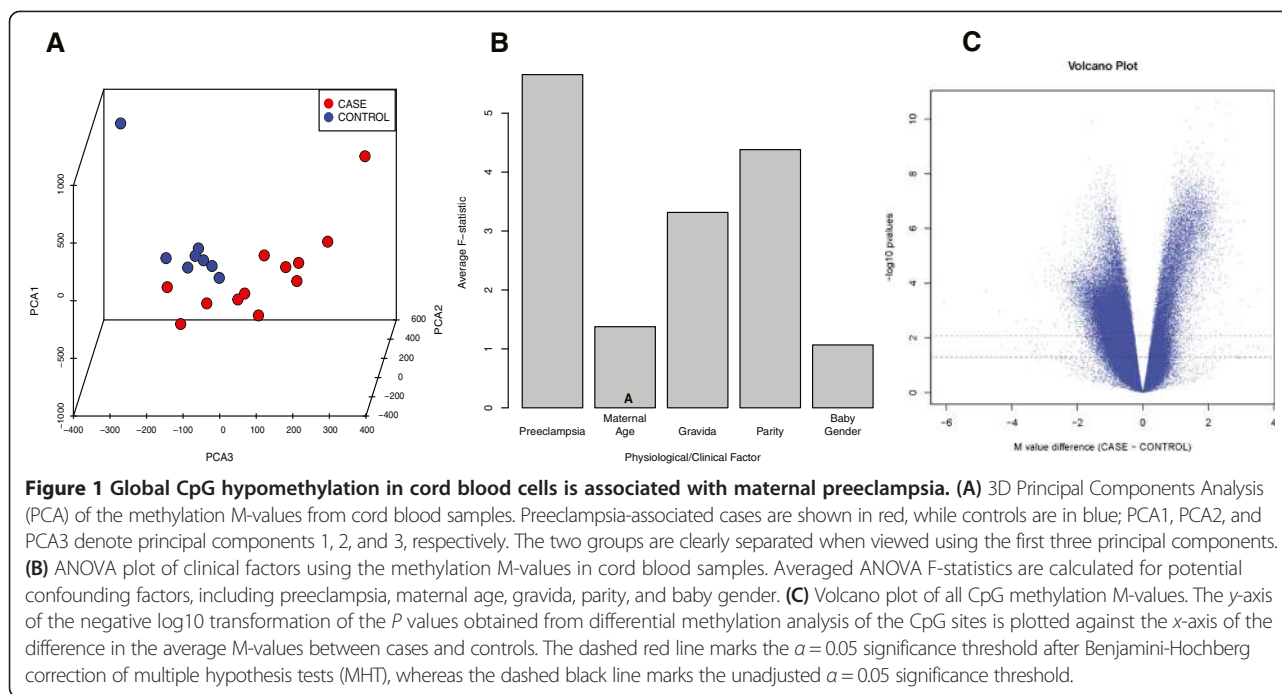 A
CASE
CONTROL
PCA1
1000
500
0
−500
−1000
−400
−300
−200
−100
0
100
200
300
400
PCA3
600
400
200
0
−200
−400
PCA2
B
Average F−statistic
5
4
3
2
1
0
A
Preeclampsia
Maternal
Age
Gravida
Parity
Baby
Gender
Physiological/Clinical Factor
C
Volcano Plot
−log10 pvalues
10
8
6
4
2
0
−6
−4
−2
0
2
4
M value difference (CASE − CONTROL)
Figure 1 Global CpG hypomethylation in cord blood cells is associated with maternal preeclampsia. (A) 3D Principal Components Analysis
(PCA) of the methylation M-values from cord blood samples. Preeclampsia-associated cases are shown in red, while controls are in blue; PCA1, PCA2, and
PCA3 denote principal components 1, 2, and 3, respectively. The two groups are clearly separated when viewed using the first three principal components.
(B) ANOVA plot of clinical factors using the methylation M-values in cord blood samples. Averaged ANOVA F-statistics are calculated for potential
confounding factors, including preeclampsia, maternal age, gravida, parity, and baby gender. (C) Volcano plot of all CpG methylation M-values. The y-axis
of the negative log10 transformation of the P values obtained from differential methylation analysis of the CpG sites is plotted against the x-axis of the
difference in the average M-values between cases and controls. The dashed red line marks the α = 0.05 significance threshold after Benjamini-Hochberg
correction of multiple hypothesis tests (MHT), whereas the dashed black line marks the unadjusted α = 0.05 significance threshold.